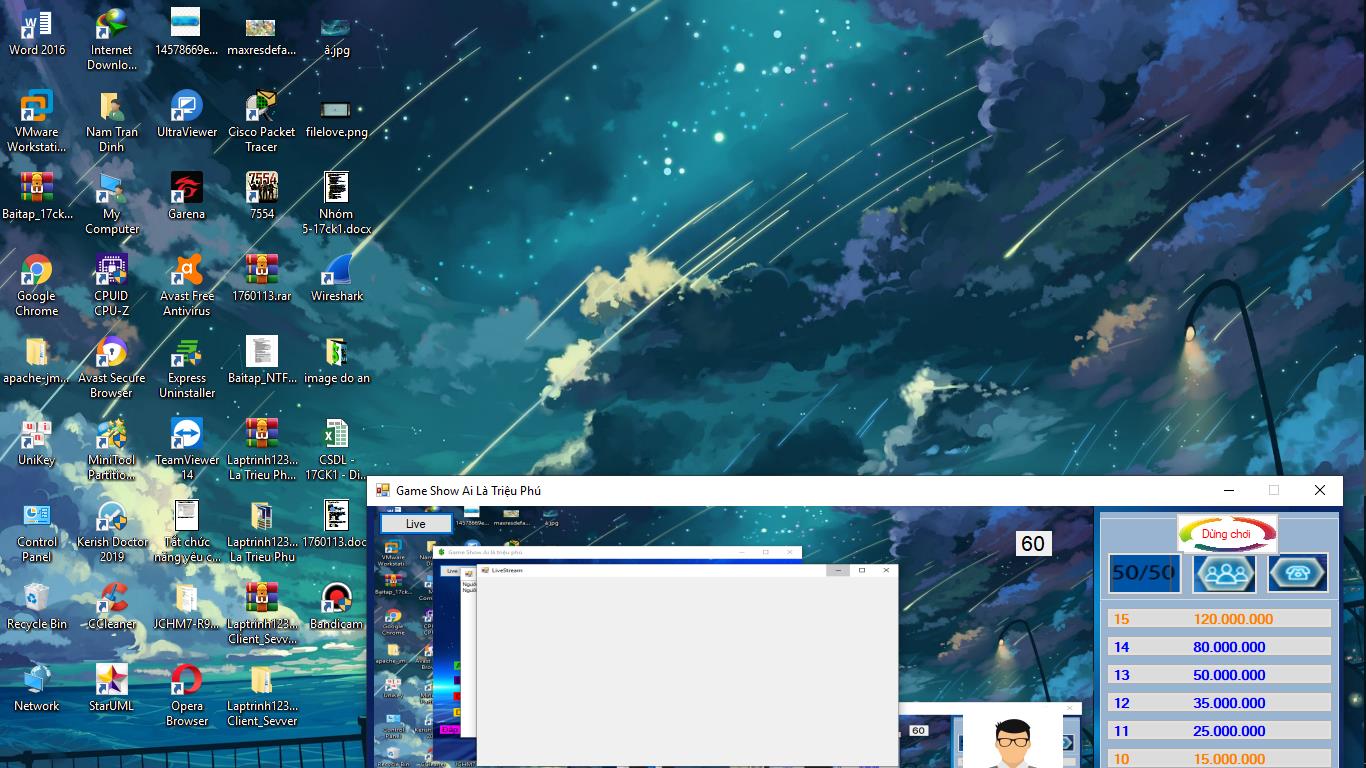 Word 2016
Internet
Downlo...
14578669e...
maxresdefa...
â.jpg
VMware
Workstati...
Nam Tran
Dinh
UltraViewer
Cisco Packet
Tracer
filelove.png
Baitap_17ck...
My
Computer
Garena
7554
7554
Nhóm
5-17ck1.docx
Google
Chrome
CPUID
CPU-Z
Avast Free
Antivirus
1760113.rar
Wireshark
apache-jm...
Avast Secure
Browser
Express
Uninstaller
Baitap_NTF...
image do an
UniKey
MiniTool
Partitio...
TeamViewer
14
Laptrinh123...
La Trieu Ph...
CSDL -
17CK1 - Di...
Control
Panel
Kerish Doctor
2019
Tất chức
năng yêu c...
Laptrinh123...
La Trieu Phu
1760113.doc
Recycle Bin
CCleaner
JCHM7-R9...
Laptrinh123...
Client_Sevv...
Bandicam
Network
StarUML
Opera
Browser
Laptrinh123...
Client_Sevver
Game Show Ai Là Triệu Phú
Live
Game Show Ai là triệu phú
Live
LiveStream
60
60
Dừng chơi
50/50
15 120.000.000
14 80.000.000
13 50.000.000
12 35.000.000
11 25.000.000
10 15.000.000